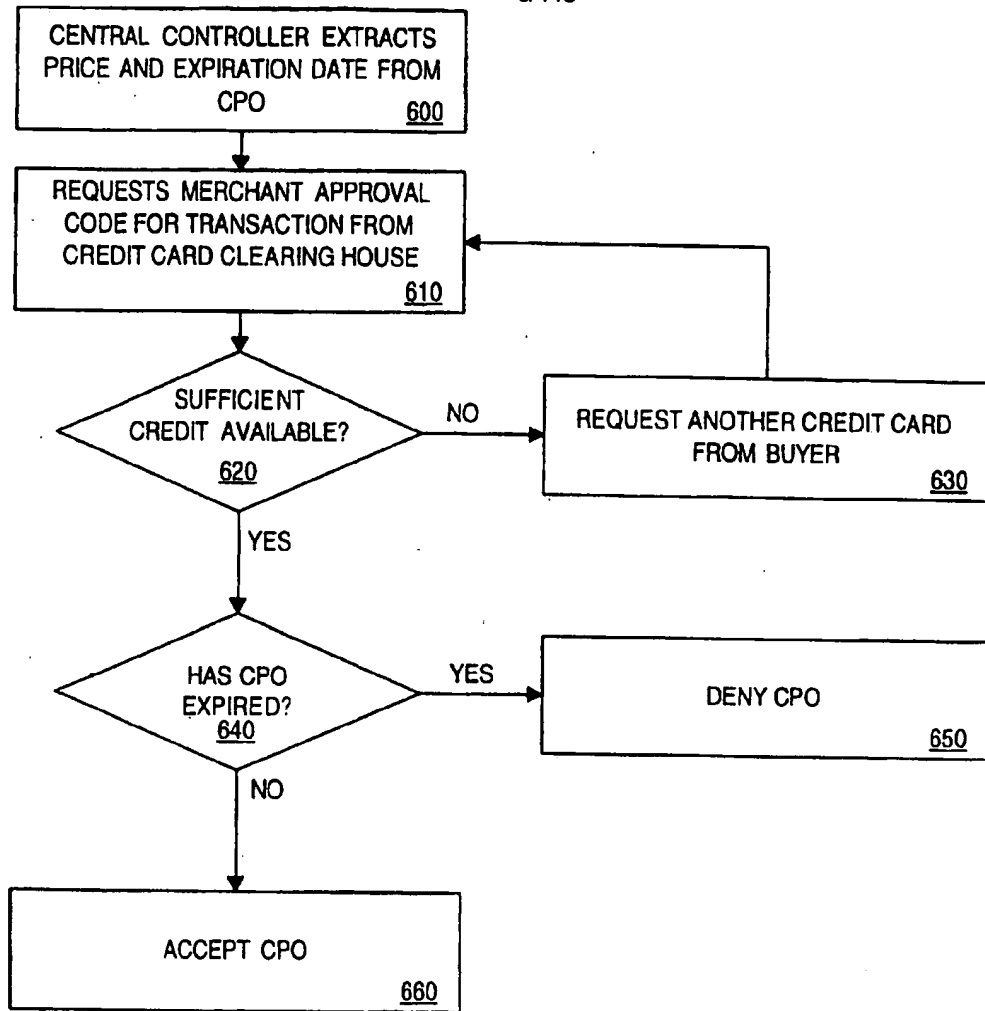 CENTRAL CONTROLLER EXTRACTS
PRICE AND EXPIRATION DATE FROM
CPO
600
REQUESTS MERCHANT APPROVAL
CODE FOR TRANSACTION FROM
CREDIT CARD CLEARING HOUSE
610
SUFFICIENT
CREDIT AVAILABLE?
620
NO
REQUEST ANOTHER CREDIT CARD
FROM BUYER
630
YES
HAS CPO
EXPIRED?
640
YES
DENY CPO
650
NO
ACCEPT CPO
660